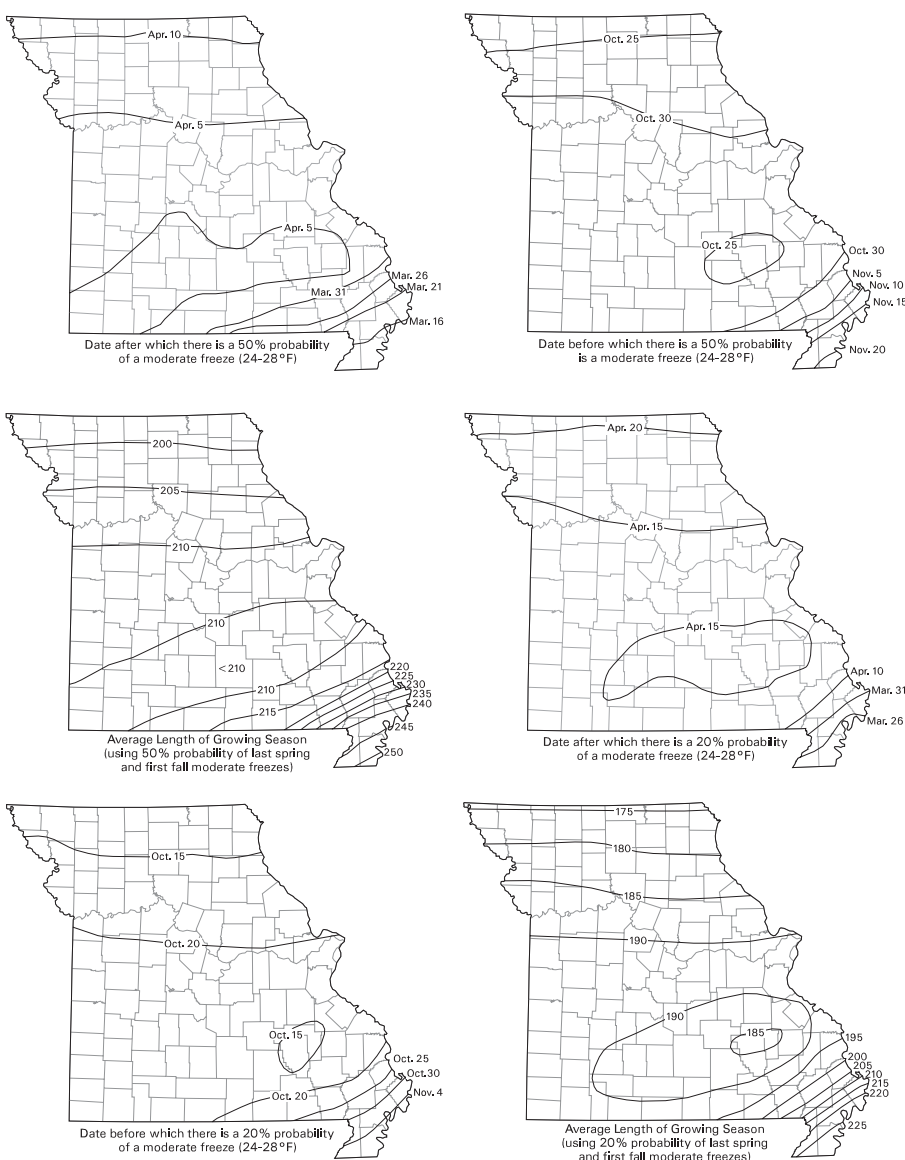 Apr. 10
Apr. 5
Apr. 5
Mar. 26
Mar. 21
Mar. 31
Mar. 16
Date after which there is a 50% probability
of a moderate freeze (24–28°F)
Oct. 25
Oct. 30
Oct. 25
Oct. 30
Nov. 5
Nov. 10
Nov. 15
Nov. 20
Date before which there is a 50% probability
is a moderate freeze (24–28°F)
200
205
210
210
<210
220
225
230
210
235
215
240
245
250
Average Length of Growing Season
(using 50% probability of last spring
and first fall moderate freezes)
Apr. 20
Apr. 15
Apr. 15
Apr. 10
Mar. 31
Mar. 26
Date after which there is a 20% probability
of a moderate freeze (24–28°F)
Oct. 15
Oct. 20
Oct. 15
Oct. 25
Oct. 30
Oct. 20
Nov. 4
Date before which there is a 20% probability
of a moderate freeze (24–28°F)
175
180
185
190
190
185
195
200
205
210
215
220
225
Average Length of Growing Season
(using 20% probability of last spring
and first fall moderate freezes)